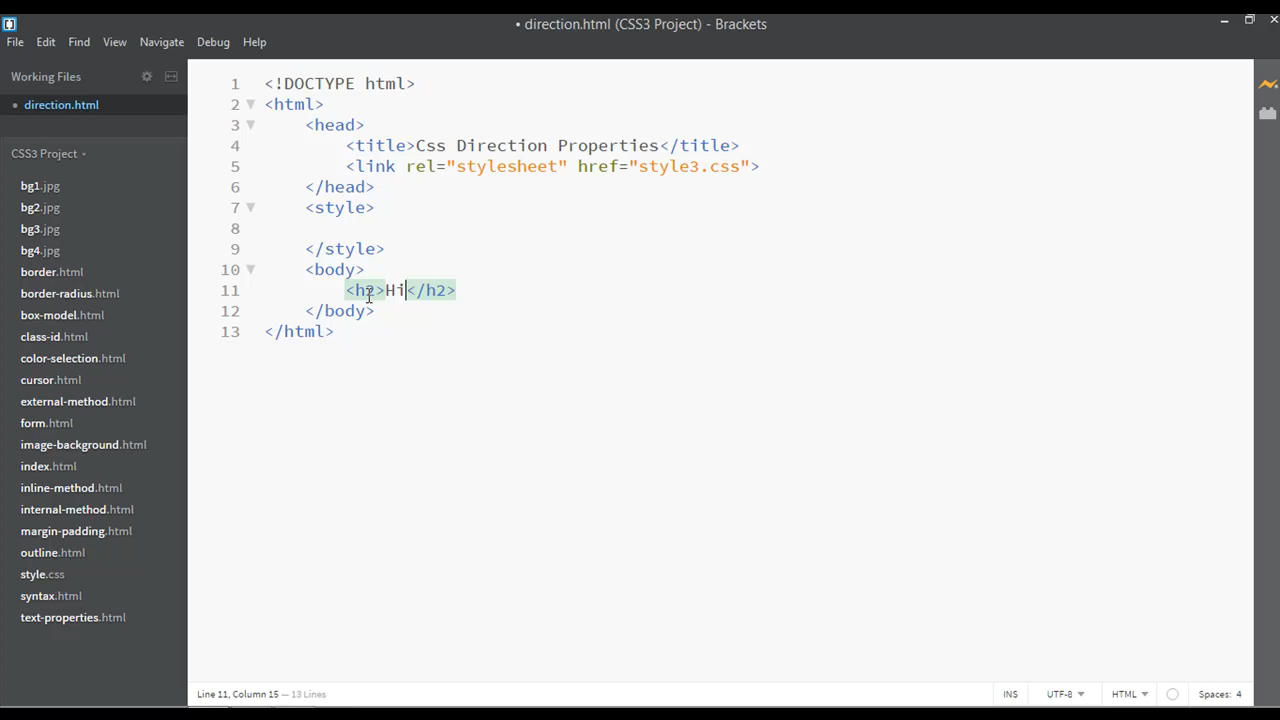 • direction.html (CSS3 Project) - Brackets
File Edit Find View Navigate Debug Help
Working Files
• direction.html
CSS3 Project
bg1.jpg
bg2.jpg
bg3.jpg
bg4.jpg
border.html
border-radius.html
box-model.html
class-id.html
color-selection.html
cursor.html
external-method.html
form.html
image-background.html
index.html
inline-method.html
internal-method.html
margin-padding.html
outline.html
style.css
syntax.html
text-properties.html
1 <!DOCTYPE html>
2 <html>
3 <head>
4 <title>Css Direction Properties</title>
5 <link rel="stylesheet" href="style3.css">
6 </head>
7 <style>
8
9 </style>
10 <body>
11 <h2>Hi</h2>
12 </body>
13 </html>
Line 11, Column 15 — 13 Lines
INS UTF-8 HTML Spaces: 4